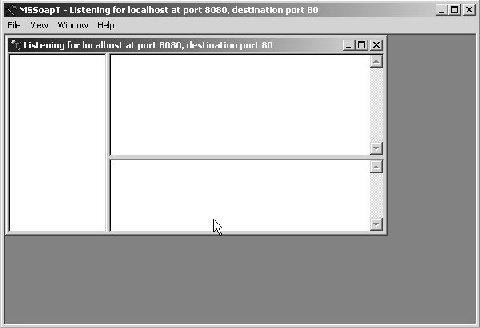 MSSoapT - Listening for localhost at port 8080, destination port 80
File View Window Help
Listening for localhost at port 8080, destination port 80